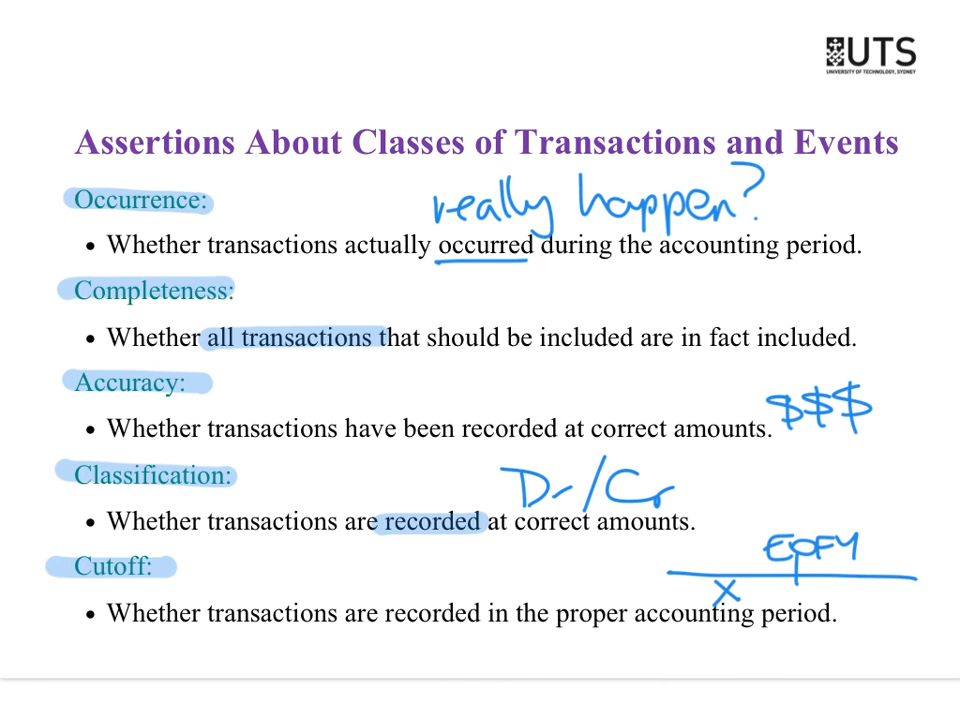 UTS
UNIVERSITY OF TECHNOLOGY, SYDNEY
Assertions About Classes of Transactions and Events
Occurrence:
really happen?
• Whether transactions actually occurred during the accounting period.
Completeness:
• Whether all transactions that should be included are in fact included.
Accuracy:
$$$
• Whether transactions have been recorded at correct amounts.
Classification:
Dr/Cr
• Whether transactions are recorded at correct amounts.
EOFY
Cutoff:
X
• Whether transactions are recorded in the proper accounting period.